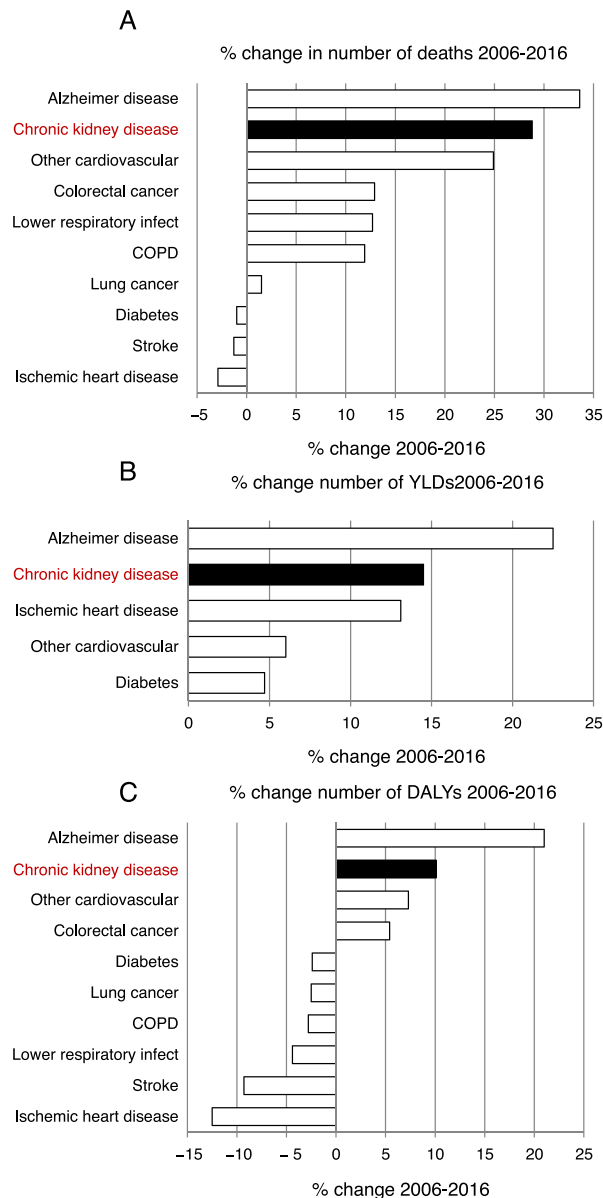 A
% change in number of deaths 2006-2016
Alzheimer disease
Chronic kidney disease
Other cardiovascular
Colorectal cancer
Lower respiratory infect
COPD
Lung cancer
Diabetes
Stroke
Ischemic heart disease
−5 0 5 10 15 20 25 30 35
% change 2006-2016
B
% change number of YLDs2006-2016
Alzheimer disease
Chronic kidney disease
Ischemic heart disease
Other cardiovascular
Diabetes
0 5 10 15 20 25
% change 2006-2016
C
% change number of DALYs 2006-2016
Alzheimer disease
Chronic kidney disease
Other cardiovascular
Colorectal cancer
Diabetes
Lung cancer
COPD
Lower respiratory infect
Stroke
Ischemic heart disease
−15 −10 − 5 0 5 10 15 20 25
% change 2006-2016